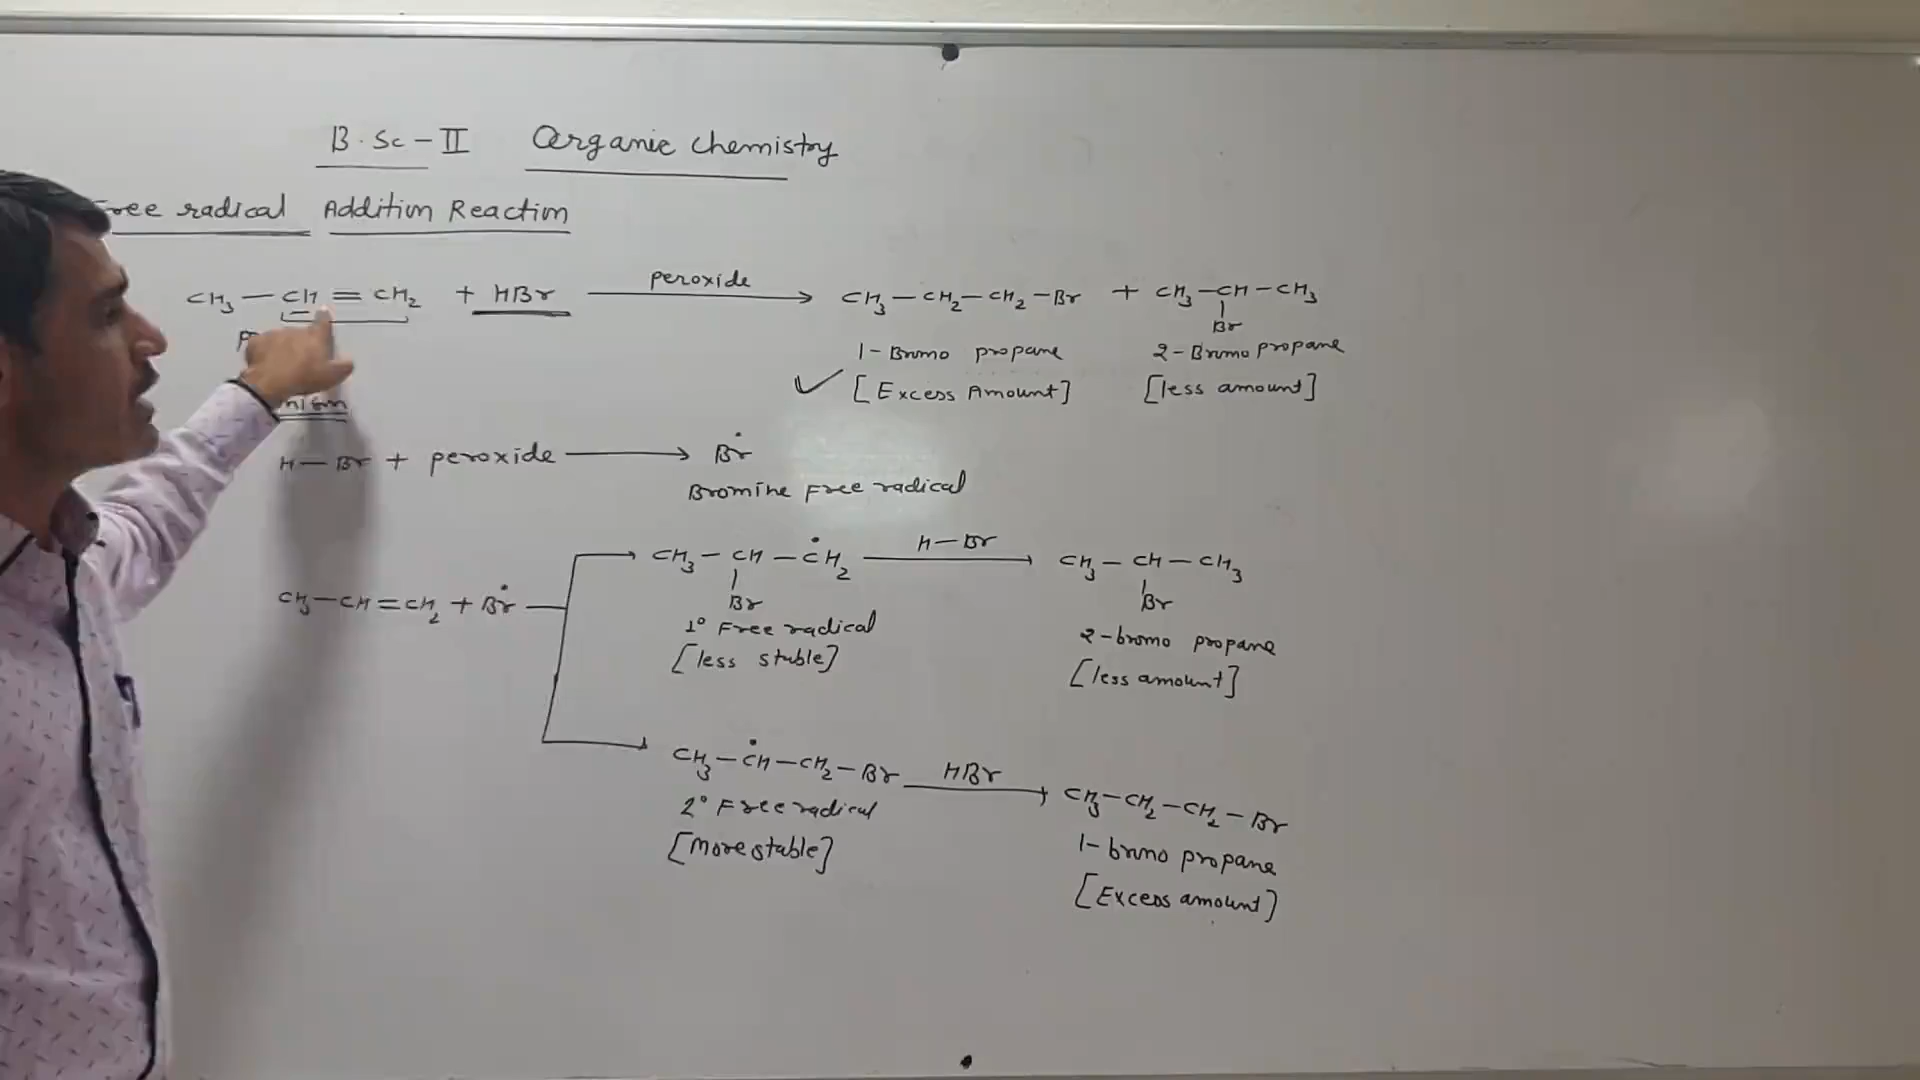 B.Sc-II Organic chemistry
Free radical Addition Reaction
CH3 — CH = CH2 + HBr —peroxide→ CH3 — CH2 — CH2 — Br + CH3 — CH — CH3
Br
1-Bromo propane 2-Bromo propane
✓ [Excess Amount] [less amount]
H — Br + peroxide → Br•
Bromine Free radical
CH3 — CH — ĊH2 —H—Br→ CH3 — CH — CH3
Br Br
CH3—CH=CH2 + Br•
1° Free radical 2-bromo propane
[less stable] [less amount]
CH3 — ĊH — CH2 — Br —HBr→ CH3 — CH2 — CH2 — Br
2° Free radical 1-bromo propane
[More stable] [Excess amount]